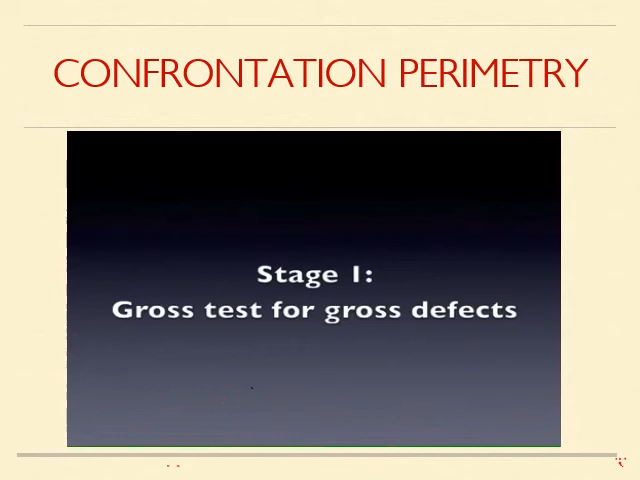 CONFRONTATION PERIMETRY
Stage 1:
Gross test for gross defects